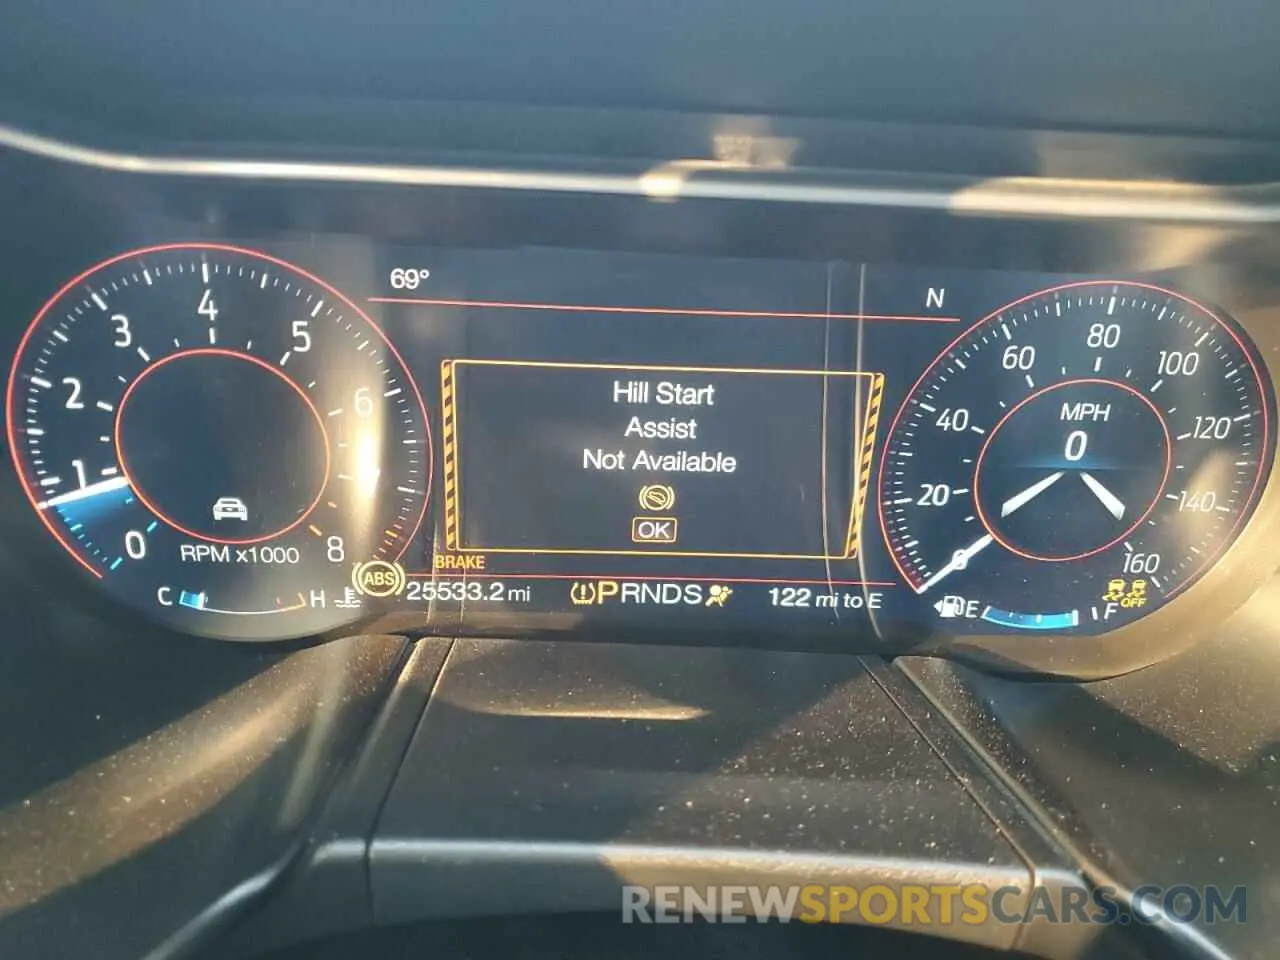 69°
N
1 2 3 4 5 6 8 0
RPM x1000
Hill Start
Assist
Not Available
OK
0 20 40 60 80 100 120 140 160
MPH
0
BRAKE
ABS
C H
25533.2 mi
PRNDS
122 mi to E
E F
OFF
RENEWSPORTSCARS.COM